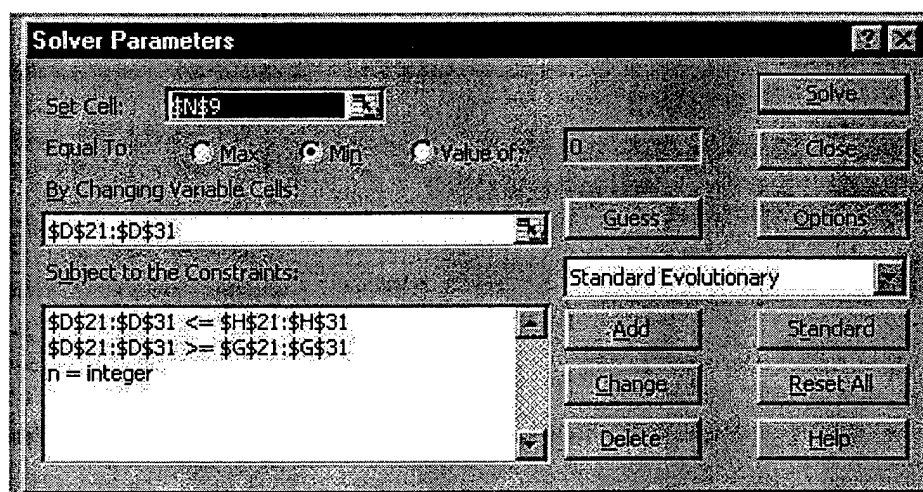 Solver Parameters
Set Cell: $N$9
Solve
Equal To: Max Min Value of: 0
Close
By Changing Variable Cells:
$D$21:$D$31
Guess
Options
Subject to the Constraints:
Standard Evolutionary
$D$21:$D$31 <= $H$21:$H$31
$D$21:$D$31 >= $G$21:$G$31
n = integer
Add
Standard
Change
Reset All
Delete
Help